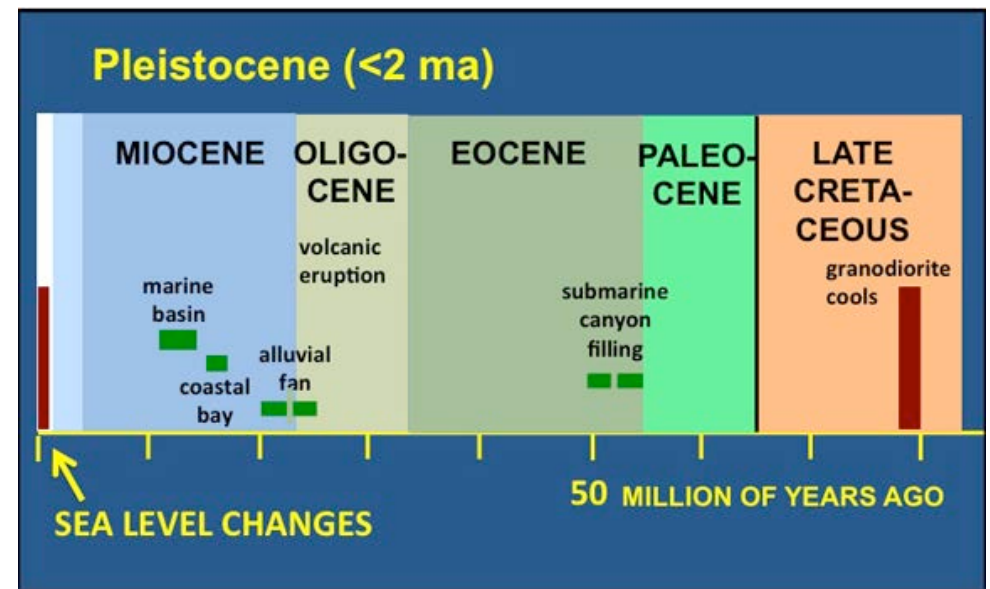 Pleistocene (<2 ma)
MIOCENE
OLIGO-
CENE
EOCENE
PALEO-
CENE
LATE
CRETA-
CEOUS
volcanic
eruption
marine
basin
coastal
bay
alluvial
fan
submarine
canyon
filling
granodiorite
cools
50 MILLION OF YEARS AGO
SEA LEVEL CHANGES